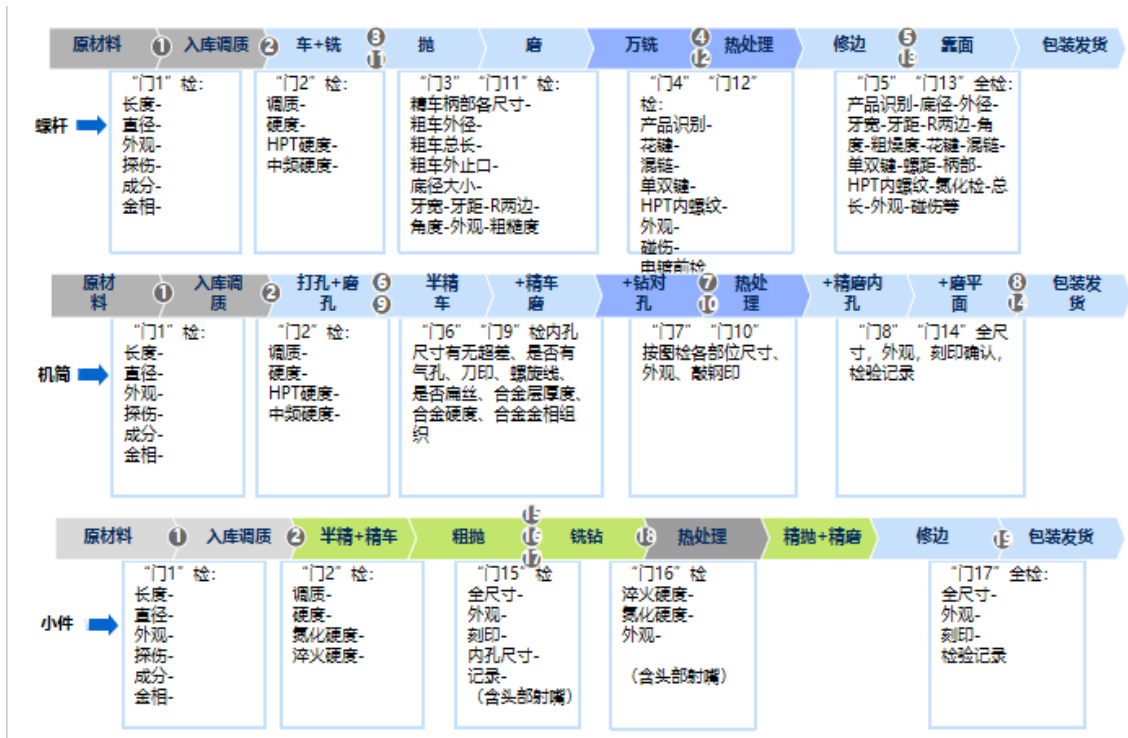 原材料 ① 入库调质 ② 车+铣 ③ ⑪ 抛 磨 万铣 ④ ⑫ 热处理 修边 ⑤ ⑬ 靠面 包装发货
螺杆
“门1”检：
长度-
直径-
外观-
探伤-
成分-
金相-
“门2”检：
调质-
硬度-
HPT硬度-
中频硬度-
“门3” “门11”检：
精车柄部各尺寸-
粗车外径-
粗车总长-
粗车外止口-
底径大小-
牙宽-牙距-R两边-
角度-外观-粗糙度
“门4” “门12”
检：
产品识别-
花键-
混链-
单双键-
HPT内螺纹-
外观-
碰伤-
电镀前检
“门5” “门13”全检：
产品识别-底径-外径-
牙宽-牙距-R两边-角
度-粗燥度-花键-混链-
单双键-螺距-柄部-
HPT内螺纹-氮化检-总
长-外观-碰伤等
原材
料
①
入库调
质
②
打孔+磨
孔
⑥
⑨
半精
车
+精车
磨
+钻对
孔
⑦
⑩
热处
理
+精磨内
孔
+磨平
面
⑧
⑭
包装发
货
机筒
“门1”检：
长度-
直径-
外观-
探伤-
成分-
金相-
“门2”检：
调质-
硬度-
HPT硬度-
中频硬度-
“门6” “门9”检内孔
尺寸有无超差、是否有
气孔、刀印、螺旋线、
是否扁丝、合金层厚度、
合金硬度、合金金相组
织
“门7” “门10”
按图检各部位尺寸、
外观、敲钢印
“门8” “门14”全尺
寸，外观，刻印确认，
检验记录
原材料 ① 入库调质 ② 半精+精车 粗抛 ⑮ ⑯ ⑰ 铣钻 ⑱ 热处理 精抛+精磨 修边 ⑲ 包装发货
小件
“门1”检：
长度-
直径-
外观-
探伤-
成分-
金相-
“门2”检：
调质-
硬度-
氮化硬度-
淬火硬度-
“门15”检
全尺寸-
外观-
刻印-
内孔尺寸-
记录-
（含头部射嘴）
“门16”检
淬火硬度-
氮化硬度-
外观-
（含头部射嘴）
“门17”全检：
全尺寸-
外观-
刻印-
检验记录